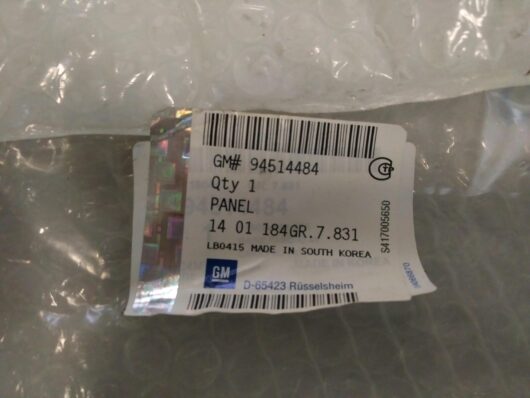 GM# 94514484
Qty 1
PANEL
14 01 184GR.7.831
LB0415 MADE IN SOUTH KOREA
GM
D-65423 Rüsselsheim
S417005650